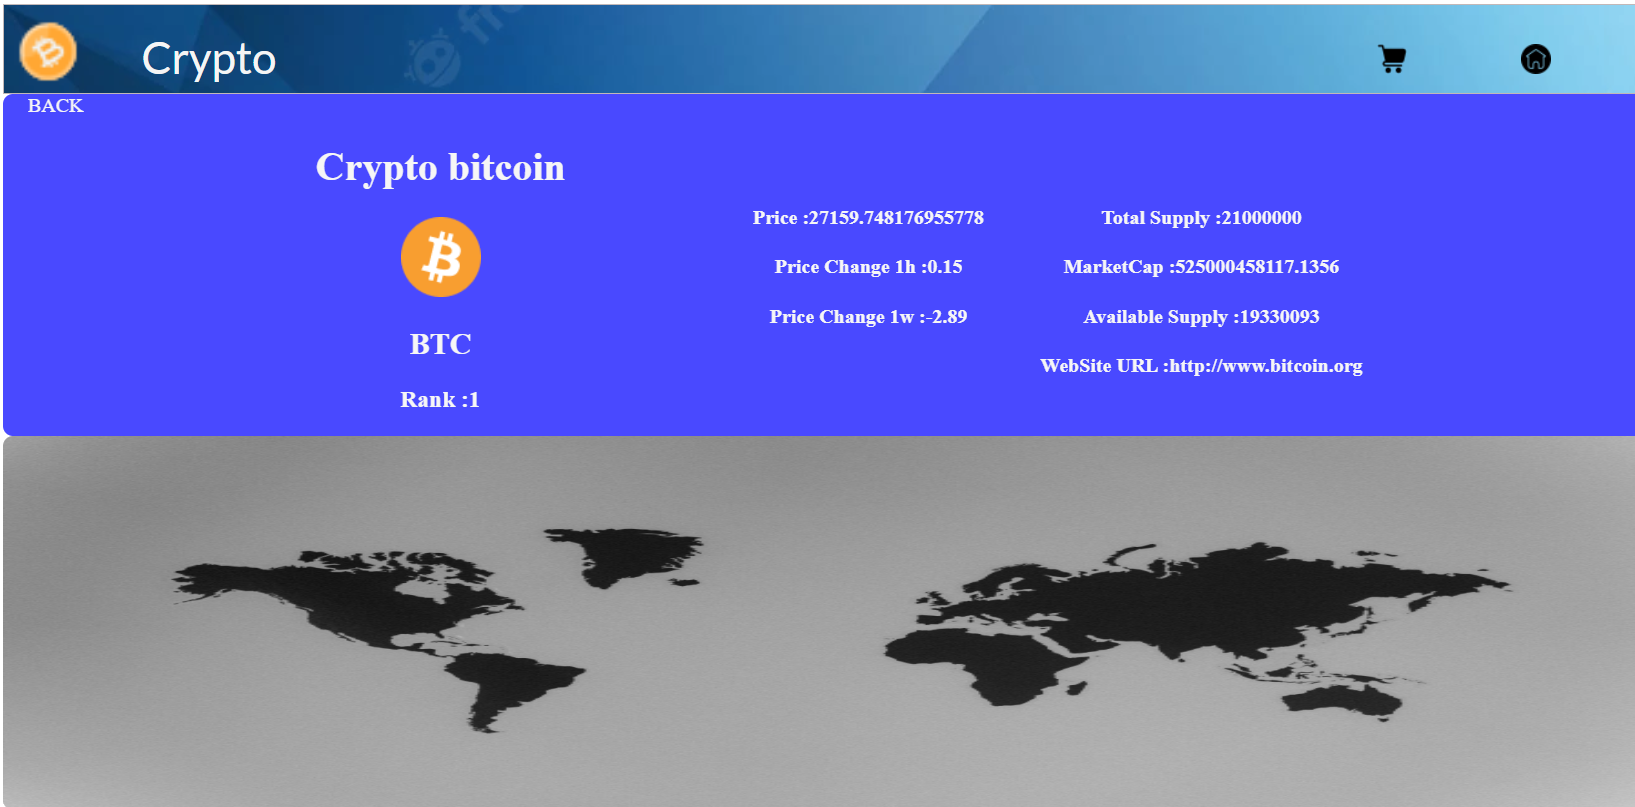 Crypto
BACK
Crypto bitcoin
BTC
Rank :1
Price :27159.748176955778
Price Change 1h :0.15
Price Change 1w :-2.89
Total Supply :21000000
MarketCap :525000458117.1356
Available Supply :19330093
WebSite URL :http://www.bitcoin.org